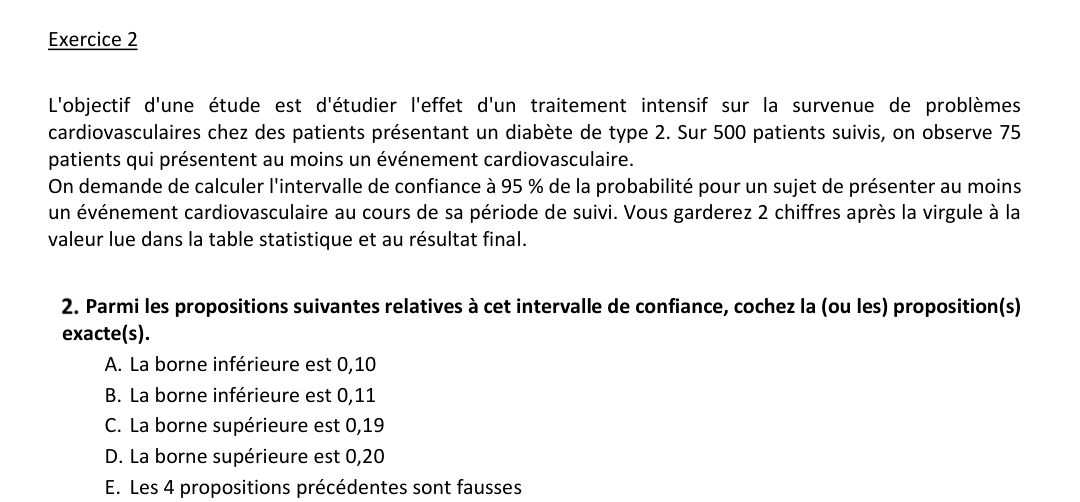 Exercice 2
L'objectif d'une étude est d'étudier l'effet d'un traitement intensif sur la survenue de problèmes
cardiovasculaires chez des patients présentant un diabète de type 2. Sur 500 patients suivis, on observe 75
patients qui présentent au moins un événement cardiovasculaire.
On demande de calculer l'intervalle de confiance à 95 % de la probabilité pour un sujet de présenter au moins
un événement cardiovasculaire au cours de sa période de suivi. Vous garderez 2 chiffres après la virgule à la
valeur lue dans la table statistique et au résultat final.
2. Parmi les propositions suivantes relatives à cet intervalle de confiance, cochez la (ou les) proposition(s)
exacte(s).
A. La borne inférieure est 0,10
B. La borne inférieure est 0,11
C. La borne supérieure est 0,19
D. La borne supérieure est 0,20
E. Les 4 propositions précédentes sont fausses